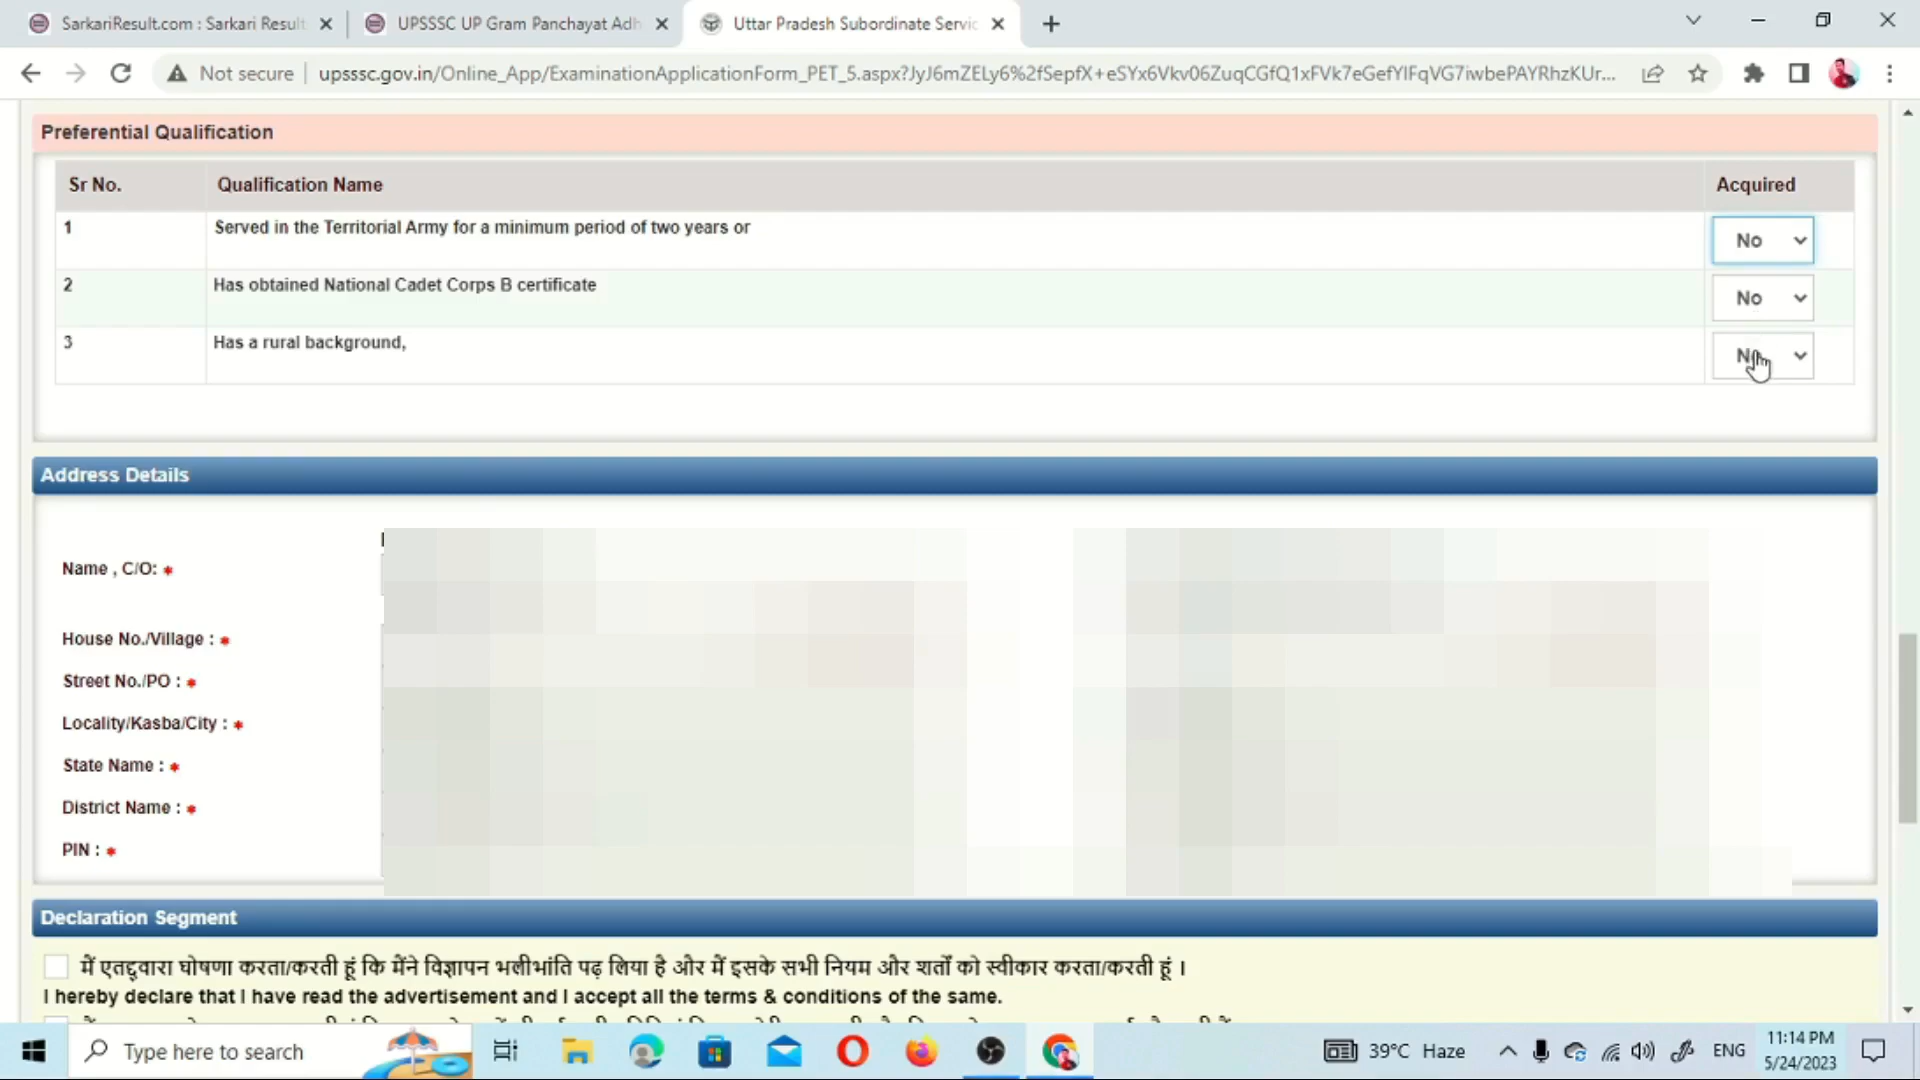 SarkariResult.com : Sarkari Result
UPSSSC UP Gram Panchayat Adh
Uttar Pradesh Subordinate Servic
Not secure
upsssc.gov.in/Online_App/ExaminationApplicationForm_PET_5.aspx?JyJ6mZELy6%2fSepfX+eSYx6Vkv06ZuqCGfQ1xFVk7eGefYIFqVG7iwbePAYRhzKUr...
Preferential Qualification
Sr No. Qualification Name Acquired
1 Served in the Territorial Army for a minimum period of two years or No
2 Has obtained National Cadet Corps B certificate No
3 Has a rural background, No
Address Details
Name , C/O: *
House No./Village : *
Street No./PO : *
Locality/Kasba/City : *
State Name : *
District Name : *
PIN : *
Declaration Segment
मैं एतद्द्वारा घोषणा करता/करती हूं कि मैंने विज्ञापन भलीभांति पढ़ लिया है और मैं इसके सभी नियम और शर्तों को स्वीकार करता/करती हूं ।
I hereby declare that I have read the advertisement and I accept all the terms & conditions of the same.
Type here to search
39°C Haze
ENG
11:14 PM
5/24/2023